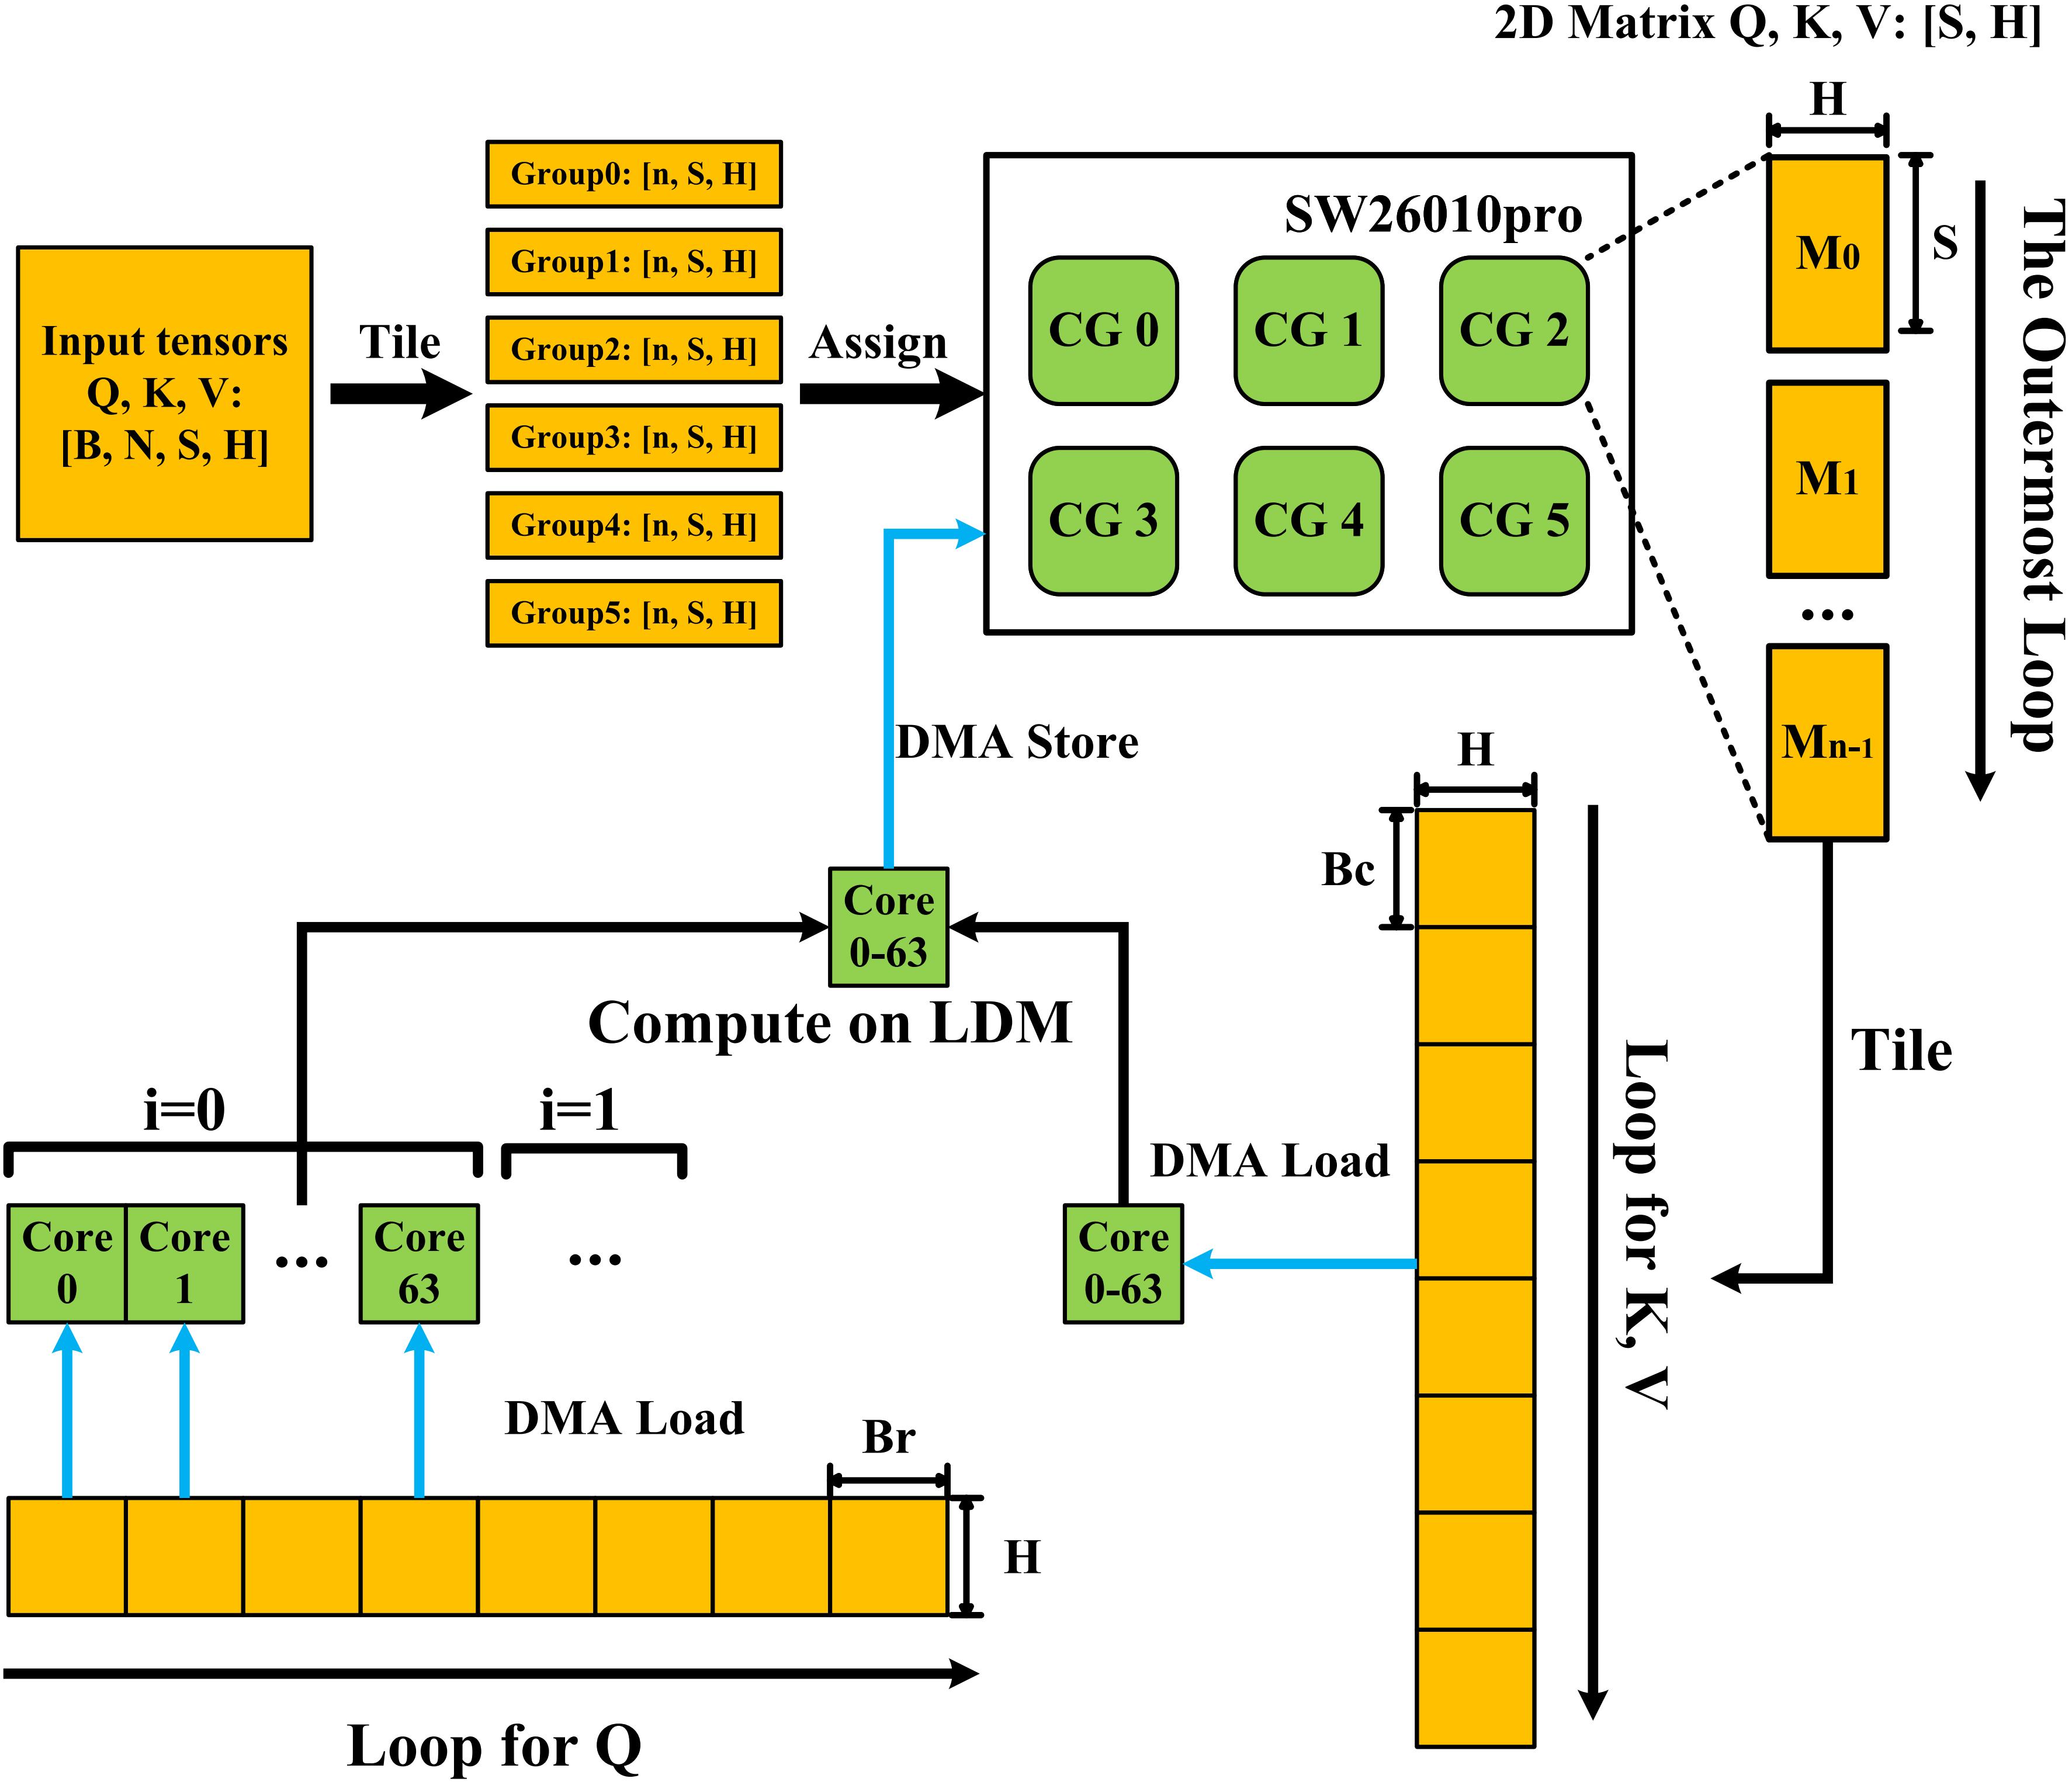 2D Matrix Q, K, V: [S, H]
Input tensors
Q, K, V:
[B, N, S, H]
Tile
Group0: [n, S, H]
Group1: [n, S, H]
Group2: [n, S, H]
Group3: [n, S, H]
Group4: [n, S, H]
Group5: [n, S, H]
Assign
SW26010pro
CG 0
CG 1
CG 2
CG 3
CG 4
CG 5
H
S
M0
M1
...
Mn-1
The Outermost Loop
Tile
DMA Store
H
Bc
Loop for K, V
Core
0-63
Compute on LDM
DMA Load
Core
0-63
i=0
i=1
Core
0
Core
1
...
Core
63
...
DMA Load
Br
H
Loop for Q